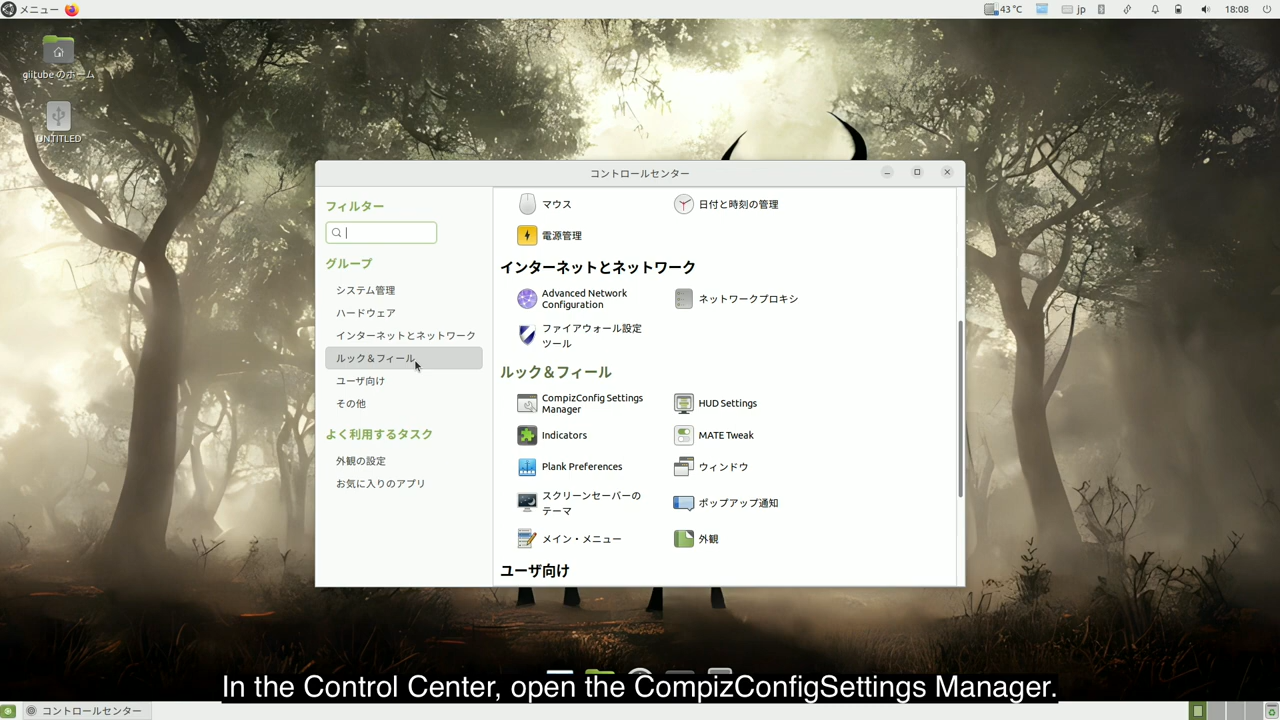 メニュー
43 °C
jp
18:08
giitube のホーム
UNTITLED
コントロールセンター
フィルター
グループ
システム管理
ハードウェア
インターネットとネットワーク
ルック＆フィール
ユーザ向け
その他
よく利用するタスク
外観の設定
お気に入りのアプリ
マウス
日付と時刻の管理
電源管理
インターネットとネットワーク
Advanced Network
Configuration
ネットワークプロキシ
ファイアウォール設定
ツール
ルック＆フィール
CompizConfig Settings
Manager
HUD Settings
Indicators
MATE Tweak
Plank Preferences
ウィンドウ
スクリーンセーバーの
テーマ
ポップアップ通知
メイン・メニュー
外観
ユーザ向け
In the Control Center, open the CompizConfigSettings Manager.
コントロールセンター